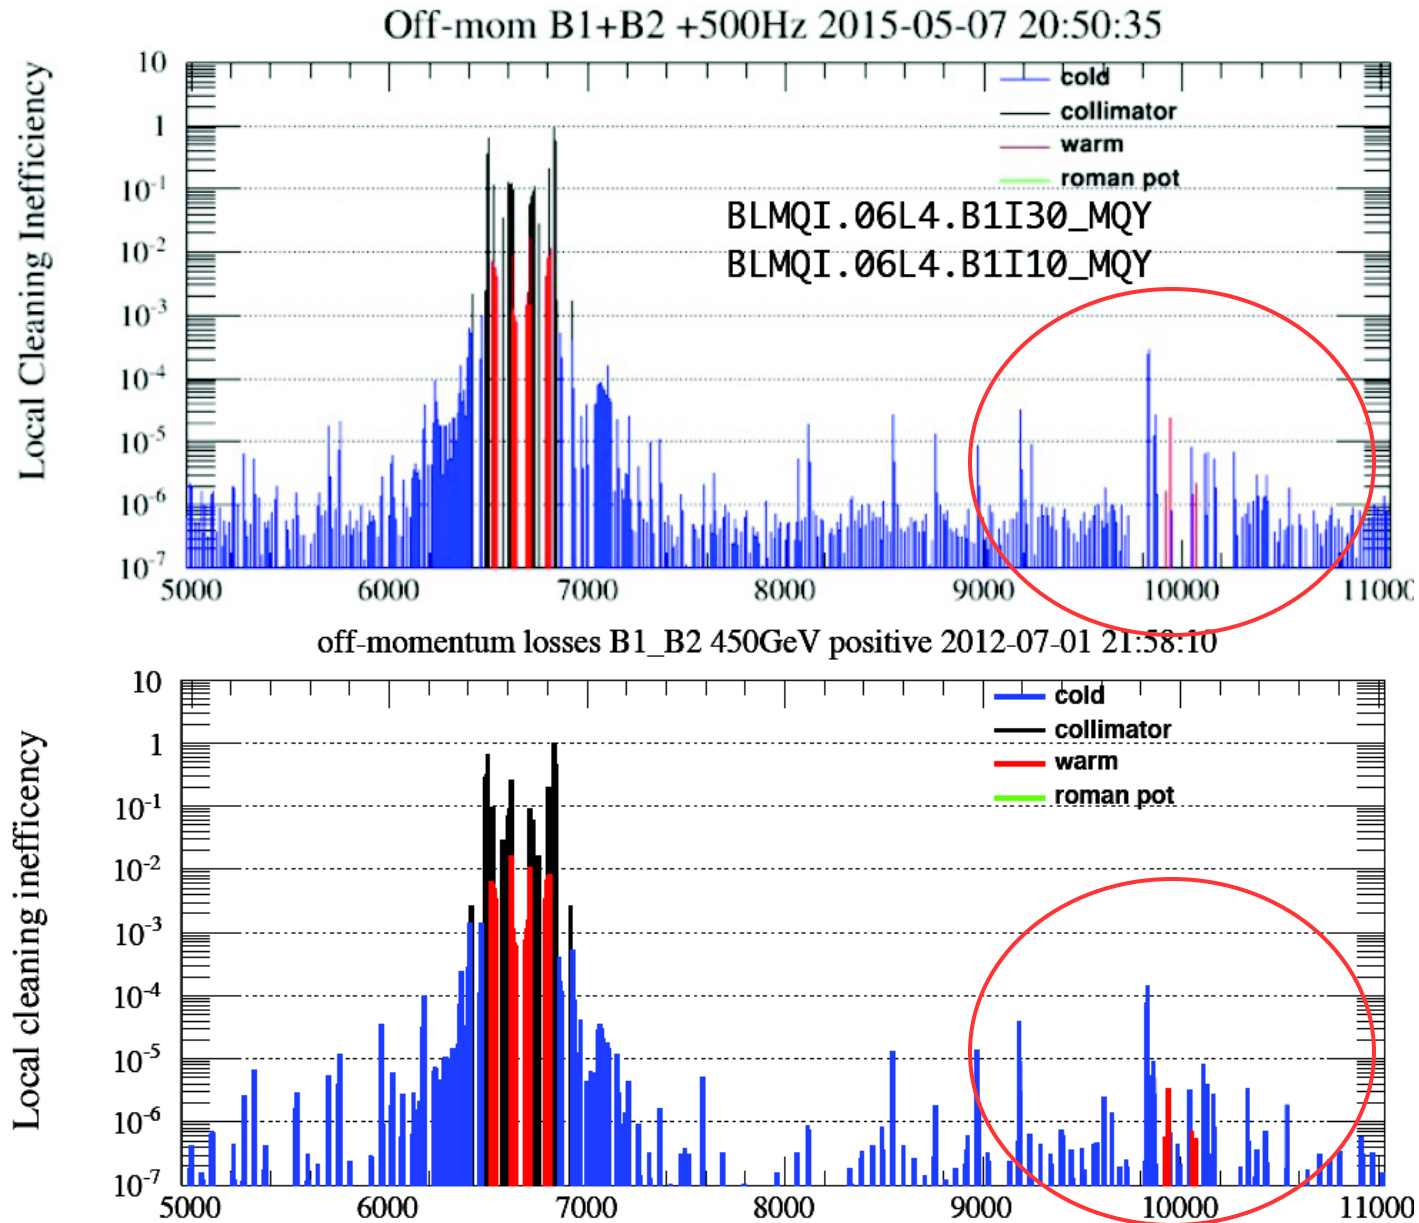 Off-mom B1+B2 +500Hz 2015-05-07 20:50:35
Local Cleaning Inefficiency
10
1
10-1
10-2
10-3
10-4
10-5
10-6
10-7
cold
collimator
warm
roman pot
BLMQI.06L4.B1I30_MQY
BLMQI.06L4.B1I10_MQY
5000 6000 7000 8000 9000 10000 11000
off-momentum losses B1_B2 450GeV positive 2012-07-01 21:58:10
Local cleaning inefficency
10
1
10-1
10-2
10-3
10-4
10-5
10-6
10-7
cold
collimator
warm
roman pot
5000 6000 7000 8000 9000 10000 11000